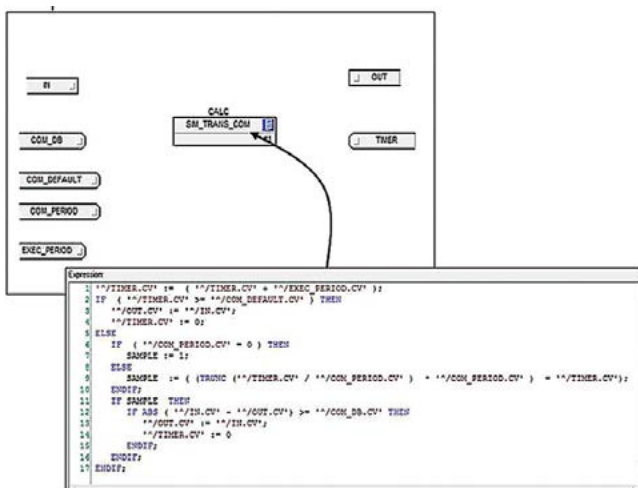 IN
OUT
CALC
SIM_TRANS_COM
COM_DB
TIMER
COM_DEFAULT
COM_PERIOD
EXEC_PERIOD
Expression:
1 '^/TIMER.CV' := ( '^/TIMER.CV' + '^/EXEC_PERIOD.CV' );
2 IF ( '^/TIMER.CV' >= '^/COM_DEFAULT.CV' ) THEN
3 '^/OUT.CV' := '^/IN.CV';
4 '^/TIMER.CV' := 0;
5 ELSE
6 IF ( '^/COM_PERIOD.CV' = 0 ) THEN
7 SAMPLE := 1;
8 ELSE
9 SAMPLE := ( (TRUNC ('^/TIMER.CV' / '^/COM_PERIOD.CV' ) * '^/COM_PERIOD.CV' ) = '^/TIMER.CV');
10 ENDIF;
11 IF SAMPLE THEN
12 IF ABS ( '^/IN.CV' - '^/OUT.CV') >= '^/COM_DB.CV' THEN
13 '^/OUT.CV' := '^/IN.CV';
14 '^/TIMER.CV' := 0
15 ENDIF;
16 ENDIF;
17 ENDIF;